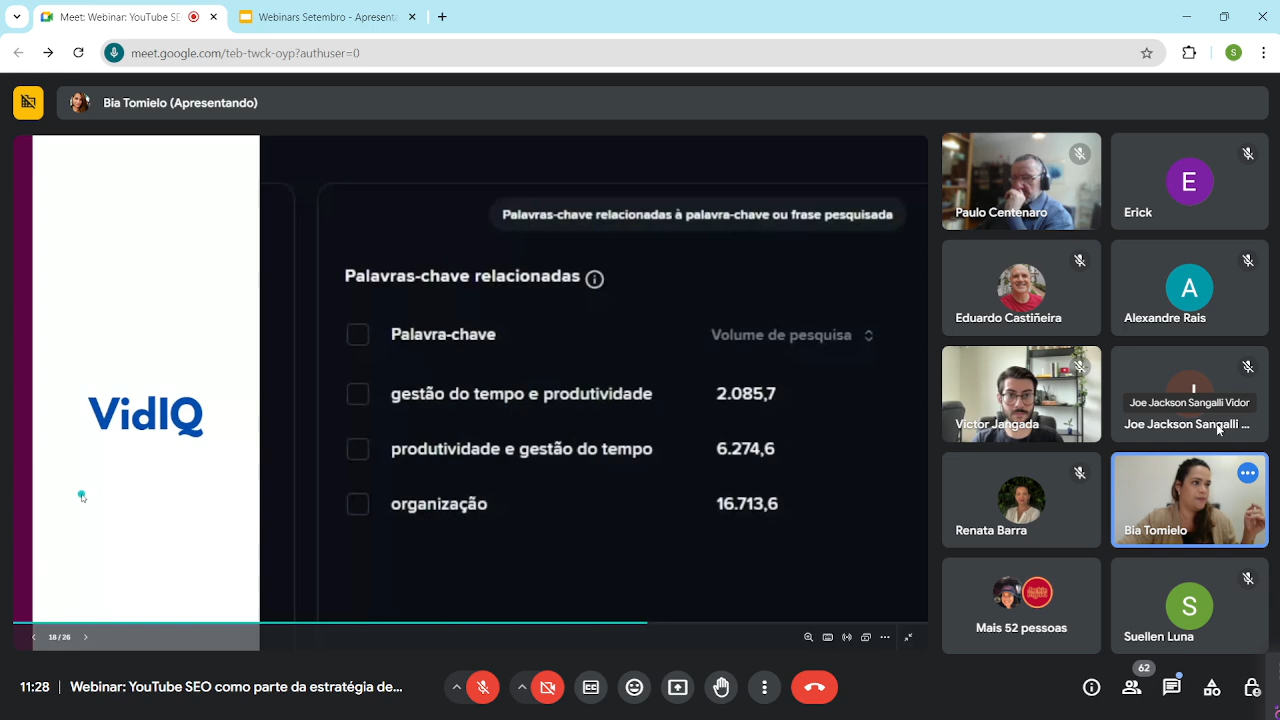 Meet: Webinar: YouTube SE
Webinars Setembro - Apresenta
meet.google.com/teb-twck-oyp?authuser=0
S
Bia Tomielo (Apresentando)
Palavras-chave relacionadas à palavra-chave ou frase pesquisada
Palavras-chave relacionadas
Palavra-chave
Volume de pesquisa
gestão do tempo e produtividade
2.085,7
produtividade e gestão do tempo
6.274,6
organização
16.713,6
VidIQ
18 / 26
Paulo Centenaro
E
Erick
Eduardo Castiñeira
A
Alexandre Rais
Victor Jangada
Joe Jackson Sangalli Vidor
Joe Jackson Sangalli ...
Renata Barra
Bia Tomielo
Mais 52 pessoas
S
Suellen Luna
11:28
Webinar: YouTube SEO como parte da estratégia de...
62